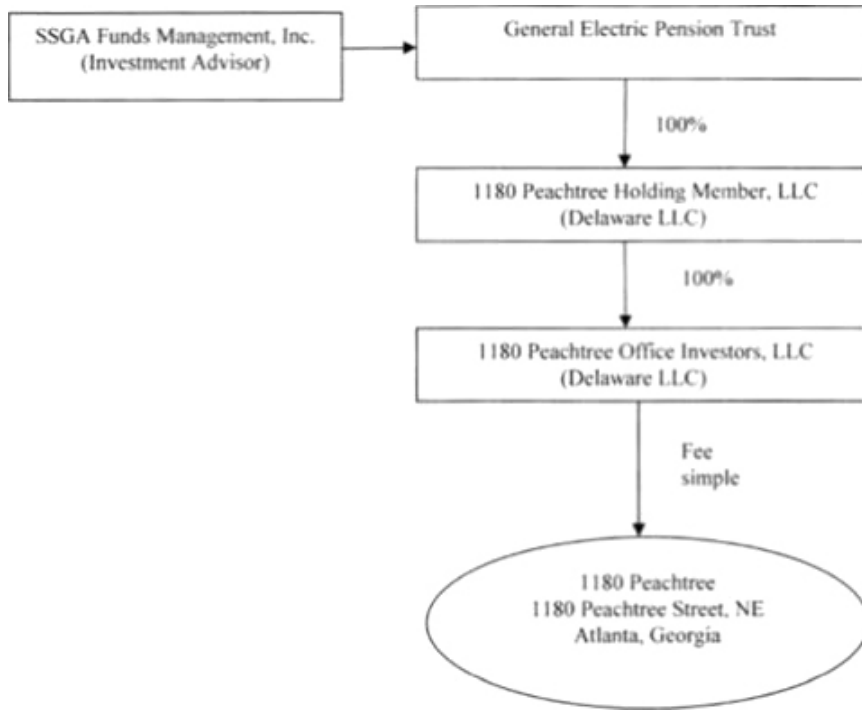 SSGA Funds Management, Inc.
(Investment Advisor)
General Electric Pension Trust
100%
1180 Peachtree Holding Member, LLC
(Delaware LLC)
100%
1180 Peachtree Office Investors, LLC
(Delaware LLC)
Fee
simple
1180 Peachtree
1180 Peachtree Street, NE
Atlanta, Georgia